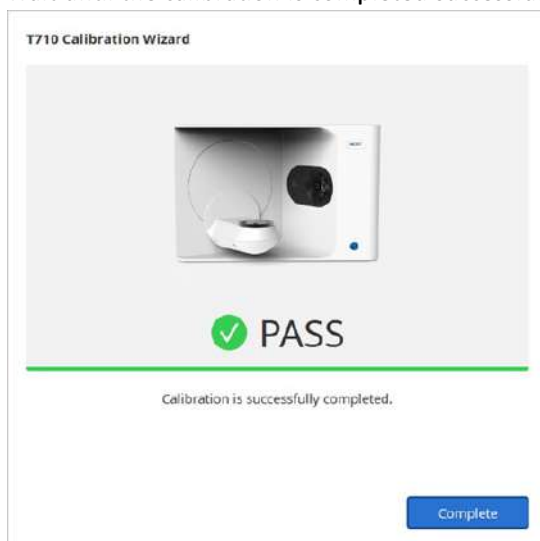 T710 Calibration Wizard
PASS
Calibration is successfully completed.
Complete